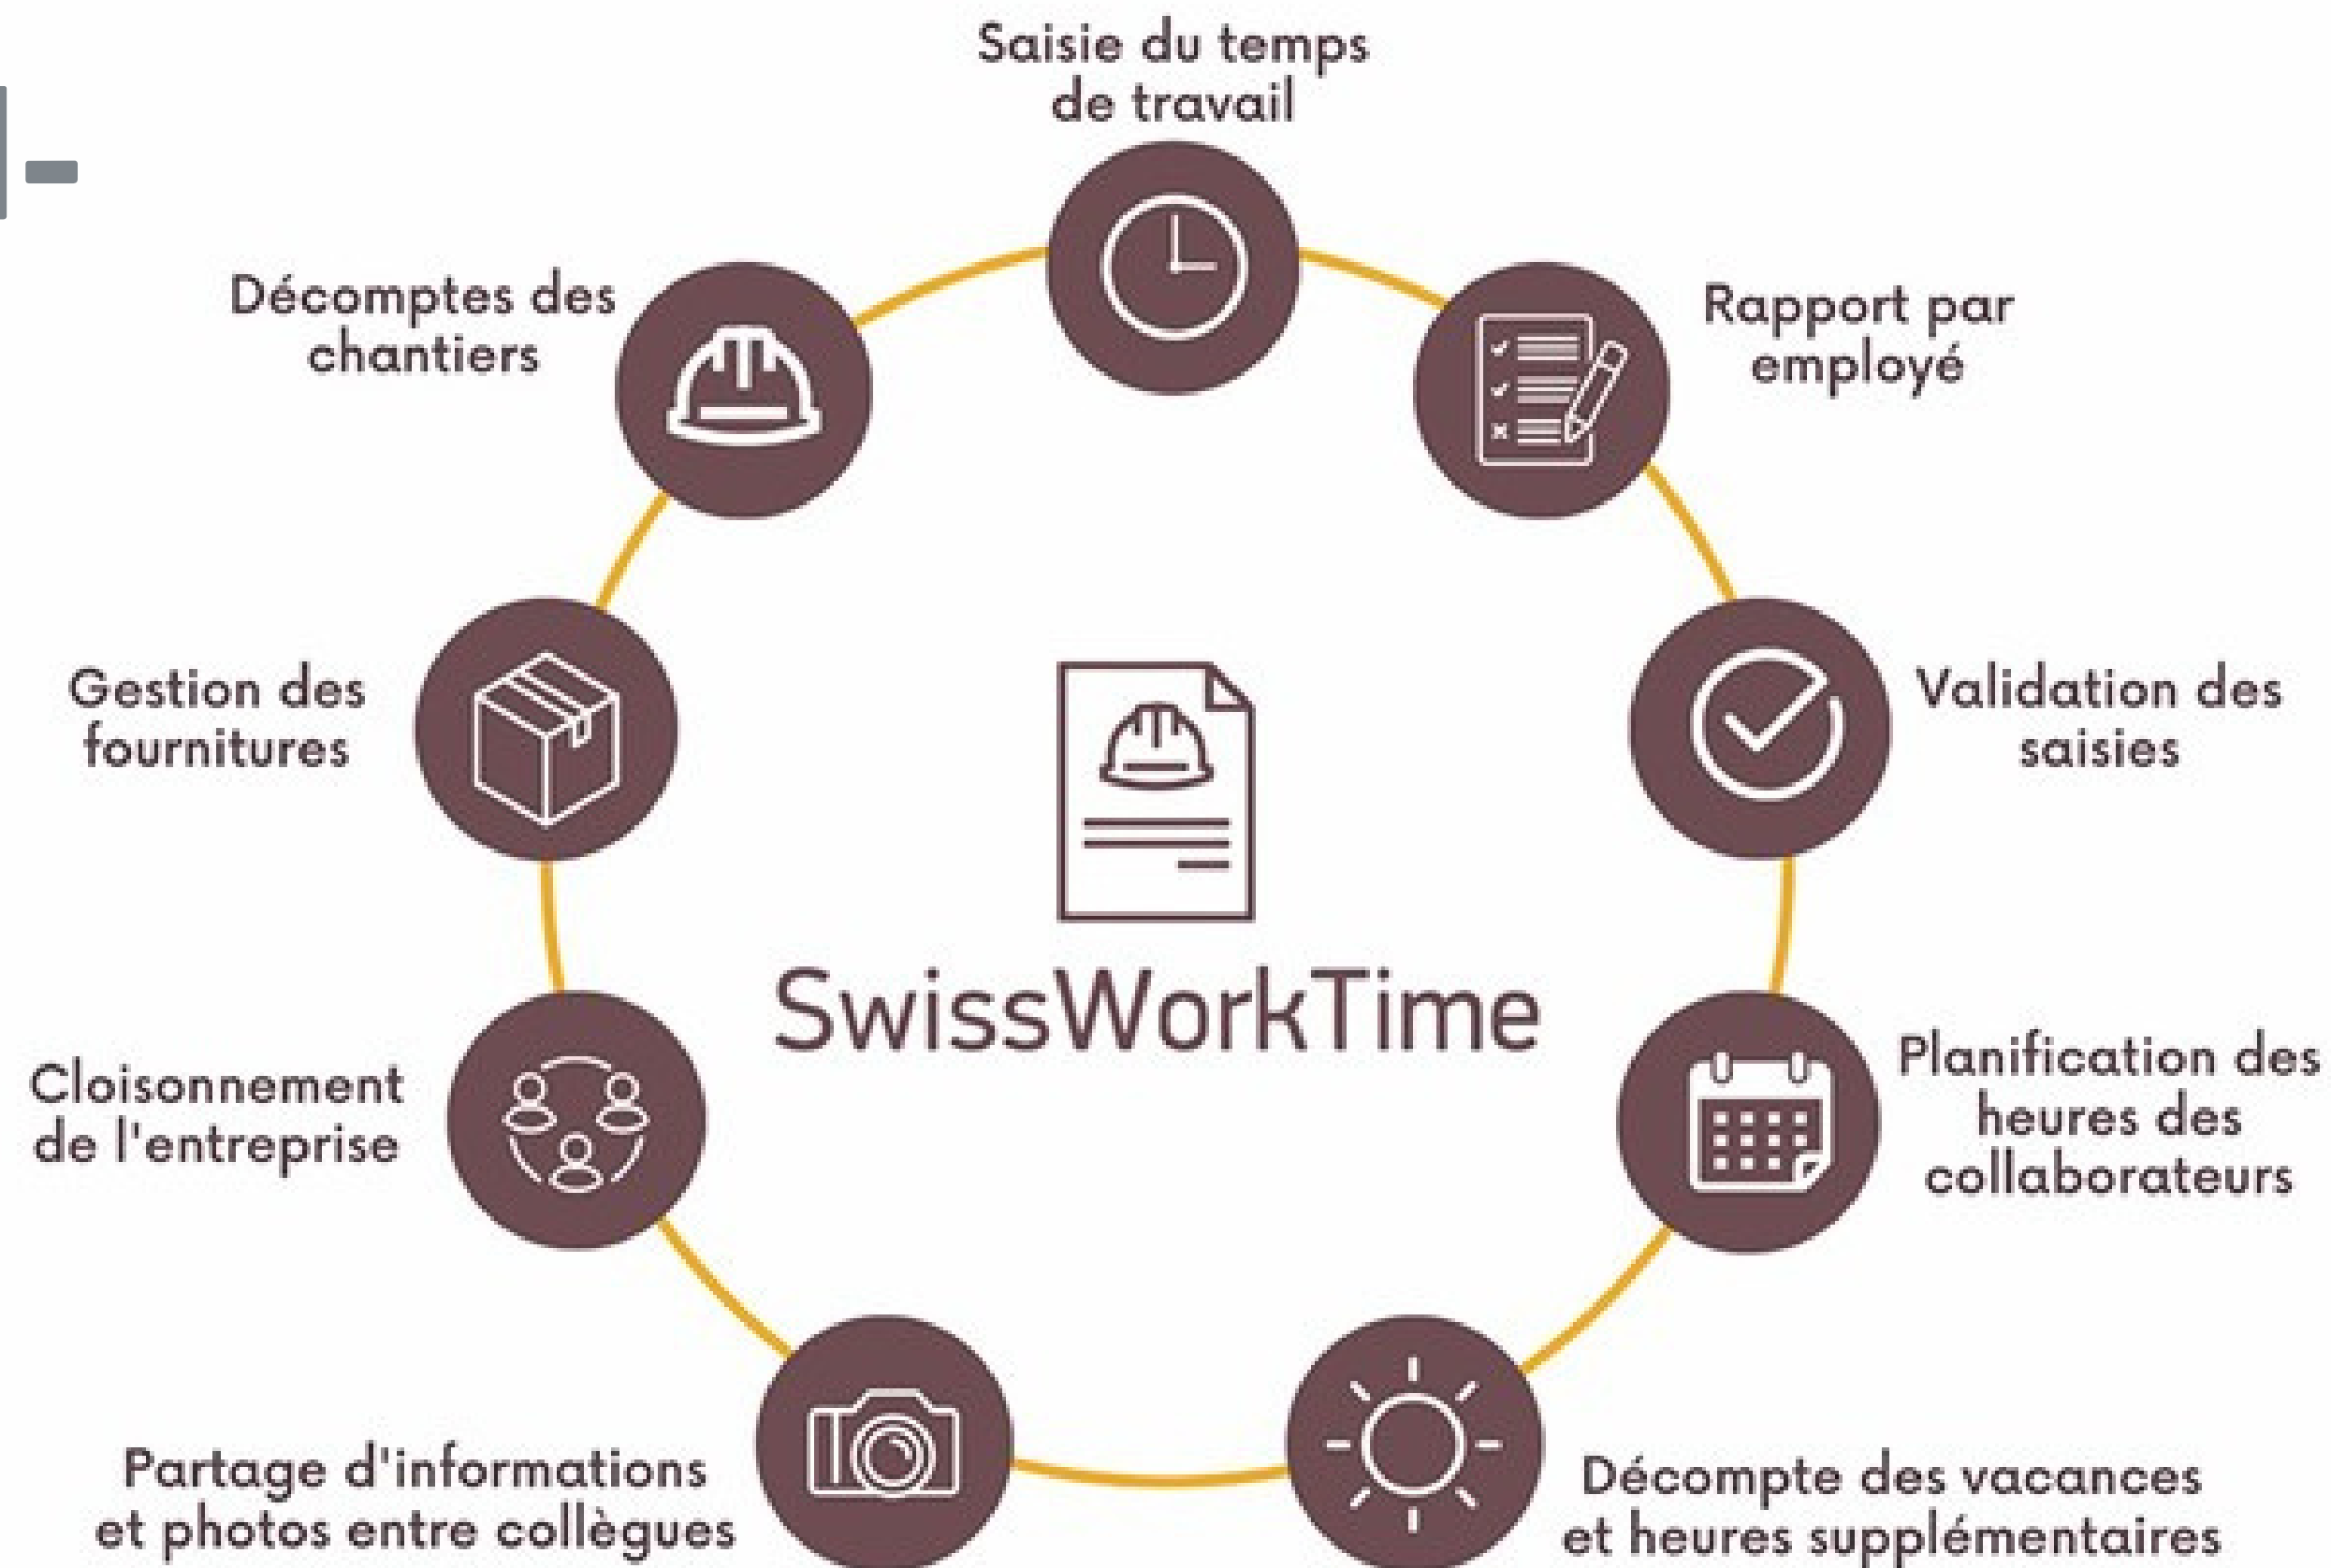 Saisie du temps
de travail
Rapport par
employé
Validation des
saisies
Planification des
heures des
collaborateurs
Décompte des vacances
et heures supplémentaires
Partage d'informations
et photos entre collègues
Cloisonnement
de l'entreprise
Gestion des
fournitures
Décomptes des
chantiers
SwissWorkTime